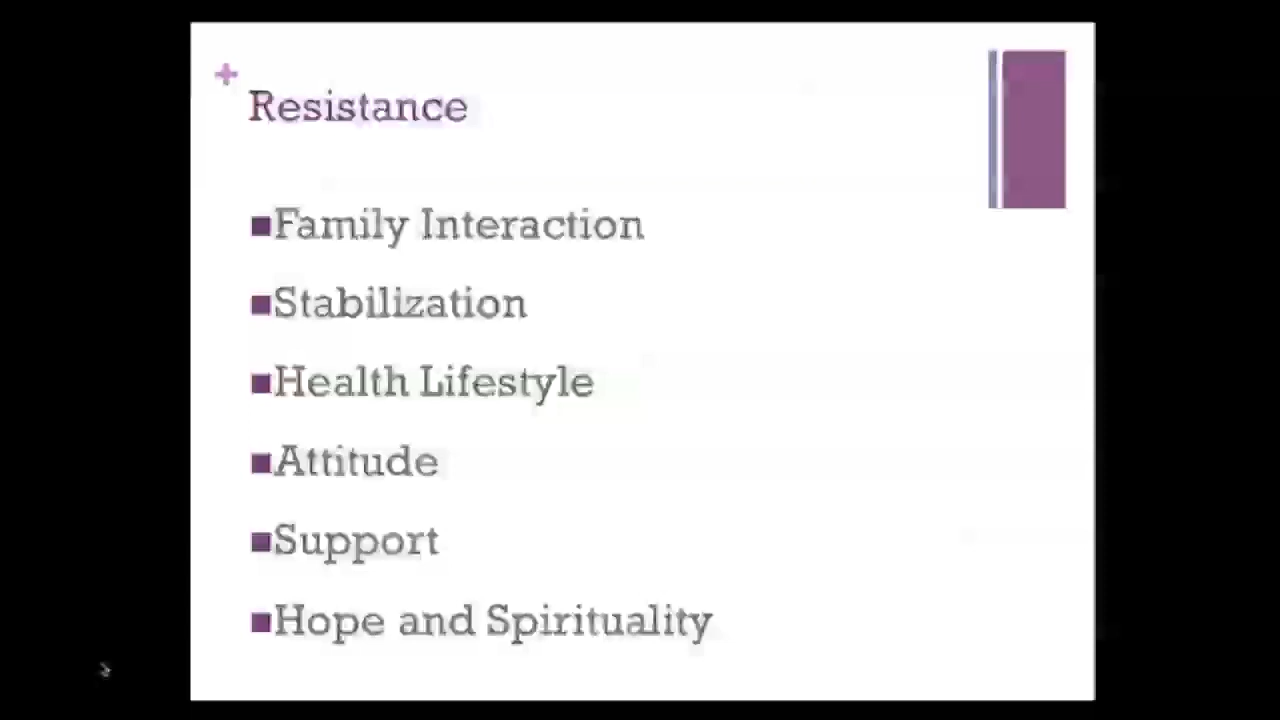 +
Resistance
Family Interaction
Stabilization
Health Lifestyle
Attitude
Support
Hope and Spirituality